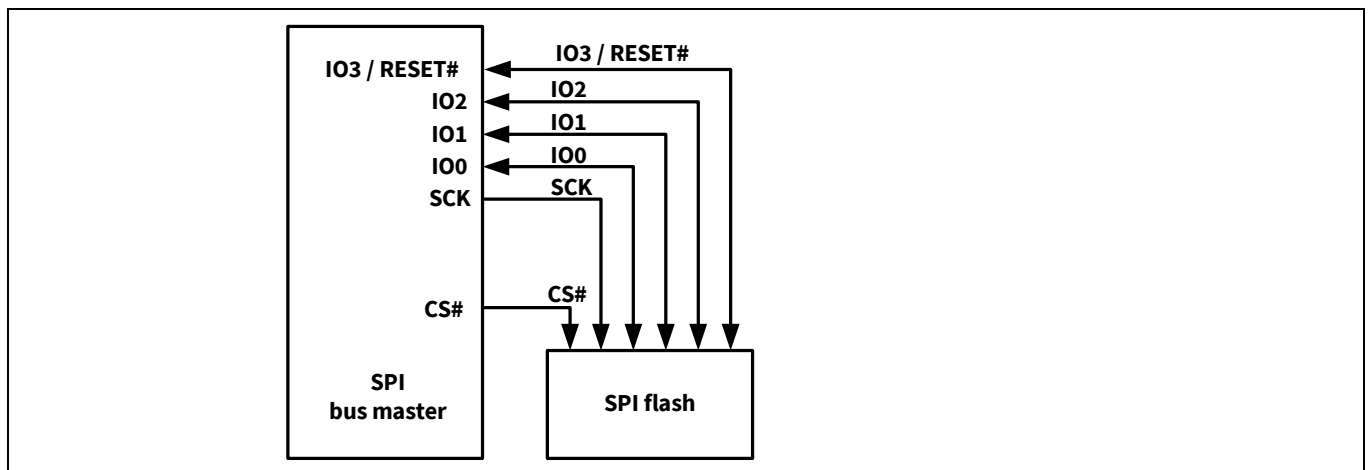 IO3 / RESET# IO3 / RESET#
IO2 IO2
IO1 IO1
IO0 IO0
SCK SCK
CS# CS#
SPI
bus master
SPI flash